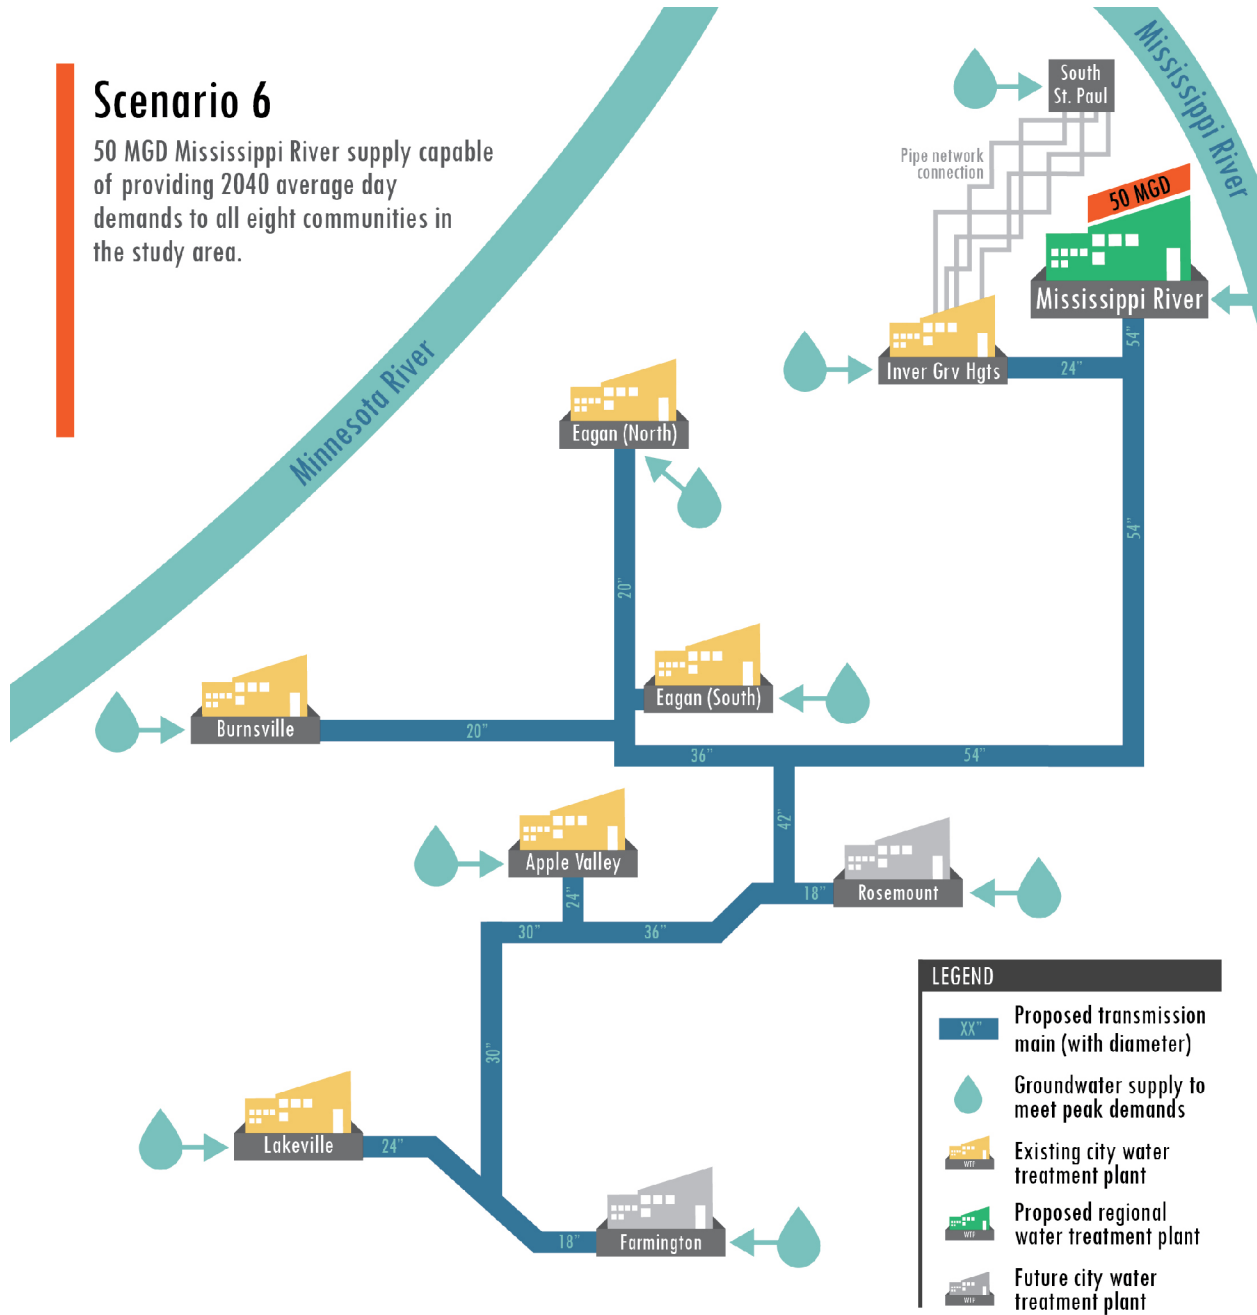 Scenario 6
50 MGD Mississippi River supply capable
of providing 2040 average day
demands to all eight communities in
the study area.
Mississippi River
South
St. Paul
Pipe network
connection
50 MGD
Mississippi River
54"
Inver Grv Hgts
24"
Minnesota River
Eagan (North)
54"
20"
Eagan (South)
Burnsville
20"
36"
54"
42"
Apple Valley
24"
18"
Rosemount
30"
36"
30"
Lakeville
24"
18"
Farmington
LEGEND
XX"
Proposed transmission
main (with diameter)
Groundwater supply to
meet peak demands
WTP
Existing city water
treatment plant
WTP
Proposed regional
water treatment plant
WTP
Future city water
treatment plant